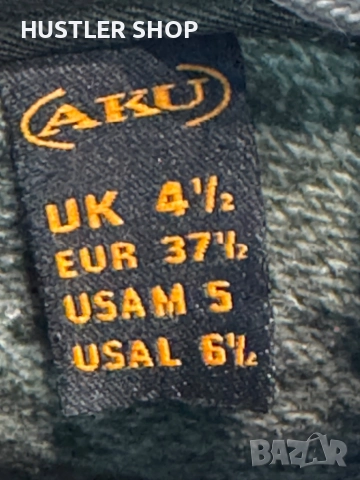 HUSTLER SHOP
AKU
UK 4½
EUR 37½
USAM 5
USAL 6½
BAZAR